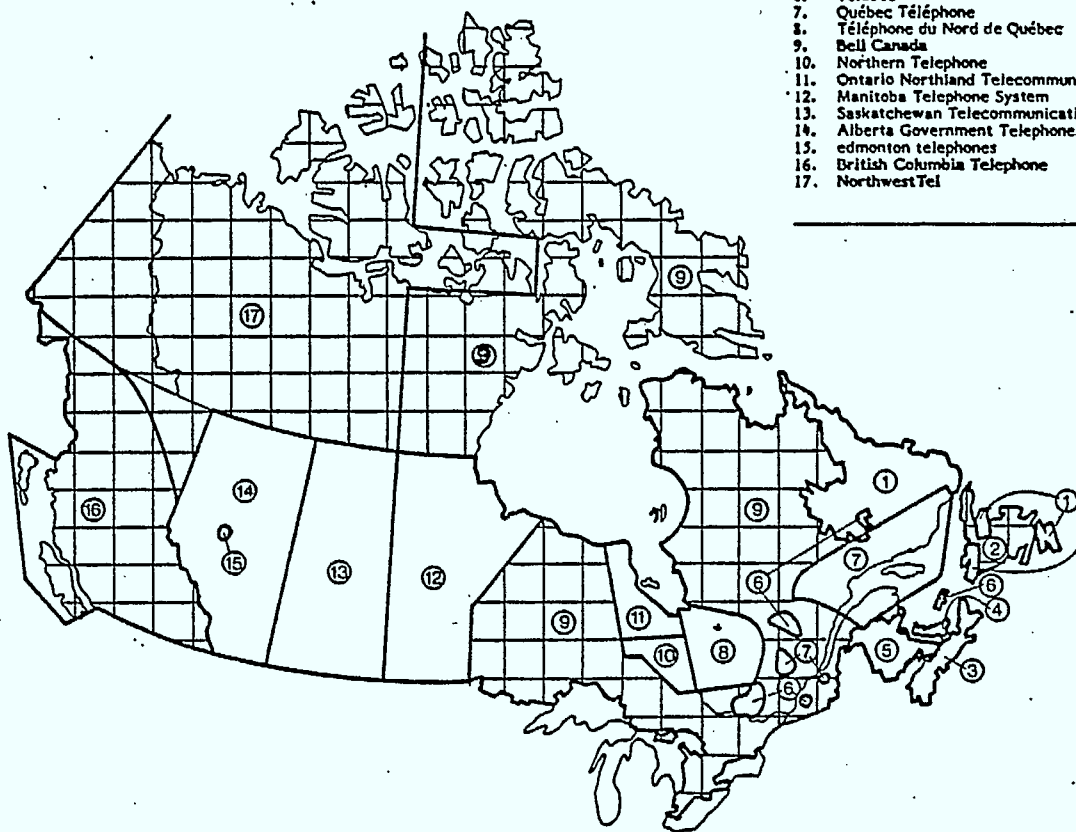 7. Québec Téléphone
8. Téléphone du Nord de Québec
9. Bell Canada
10. Northern Telephone
11. Ontario Northland
12. Manitoba Telephone System
13. Saskatchewan
14. Alberta Government Telephone
15. edmonton telephones
16. British Columbia Telephone
17. NorthwestTel
9
17
9
1
1
14
16
9
2
7
15
6
6
13
12
4
9
11
5
8
7
10
3
6